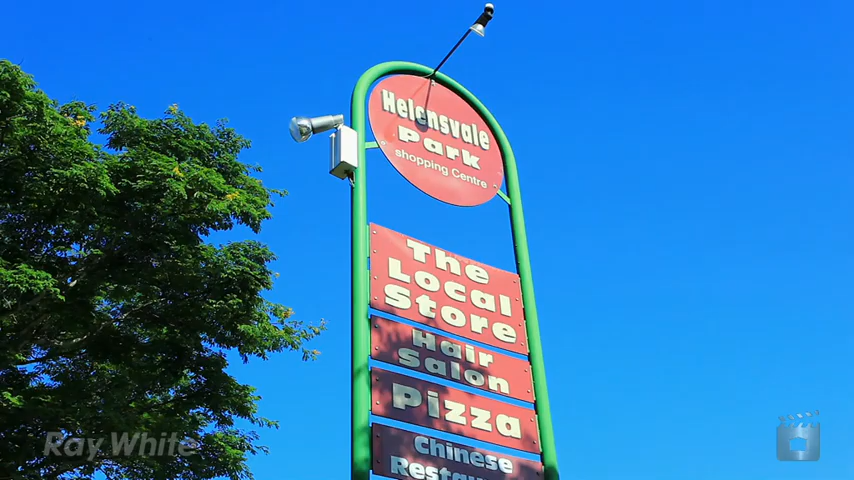 Helensvale
Park
shopping Centre
The
Local
Store
Hair
Salon
Pizza
Chinese
Ray White